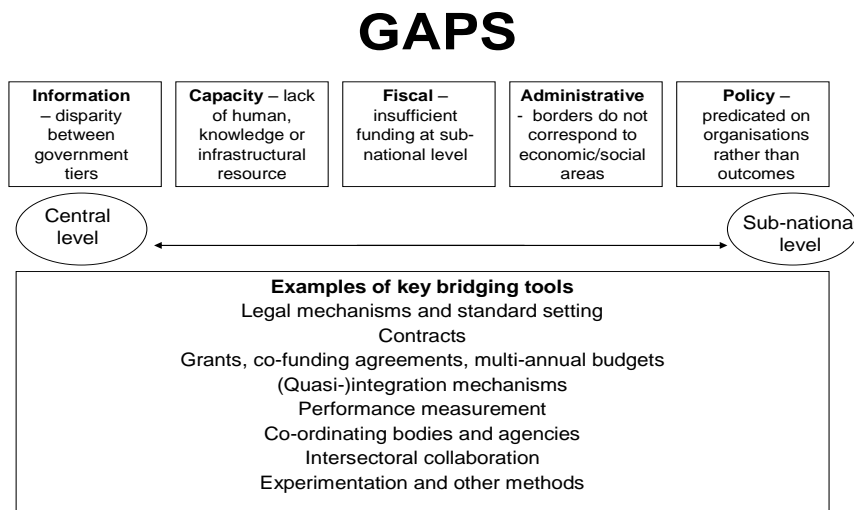 GAPS
Information
– disparity
between
government
tiers
Capacity – lack
of human,
knowledge or
infrastructural
resource
Fiscal –
insufficient
funding at sub-
national level
Administrative
- borders do not
correspond to
economic/social
areas
Policy –
predicated on
organisations
rather than
outcomes
Central
level
Sub-national
level
Examples of key bridging tools
Legal mechanisms and standard setting
Contracts
Grants, co-funding agreements, multi-annual budgets
(Quasi-)integration mechanisms
Performance measurement
Co-ordinating bodies and agencies
Intersectoral collaboration
Experimentation and other methods